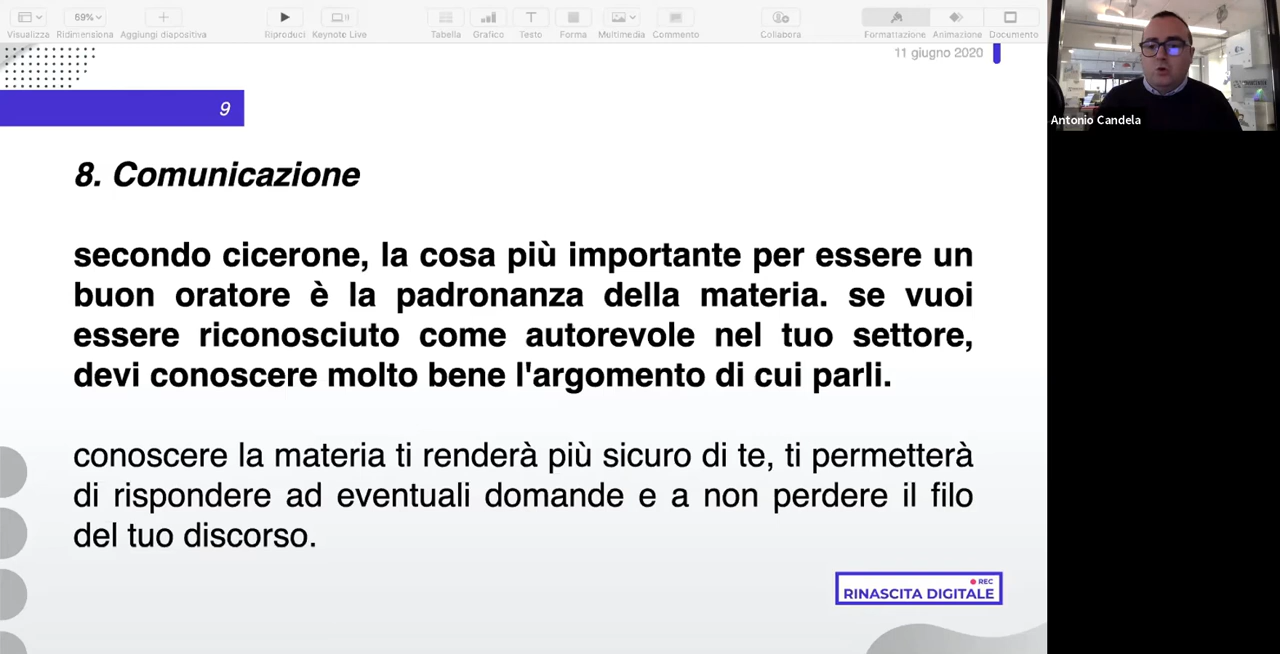 69%
Visualizza
Ridimensiona
Aggiungi diapositiva
Riproduci
Keynote Live
Tabella
Grafico
Testo
Forma
Multimedia
Commento
Collabora
Formattazione
Animazione
Documento
11 giugno 2020
9
8. Comunicazione
secondo cicerone, la cosa più importante per essere un
buon oratore è la padronanza della materia. se vuoi
essere riconosciuto come autorevole nel tuo settore,
devi conoscere molto bene l'argomento di cui parli.
conoscere la materia ti renderà più sicuro di te, ti permetterà
di rispondere ad eventuali domande e a non perdere il filo
del tuo discorso.
REC
RINASCITA DIGITALE
Antonio Candela